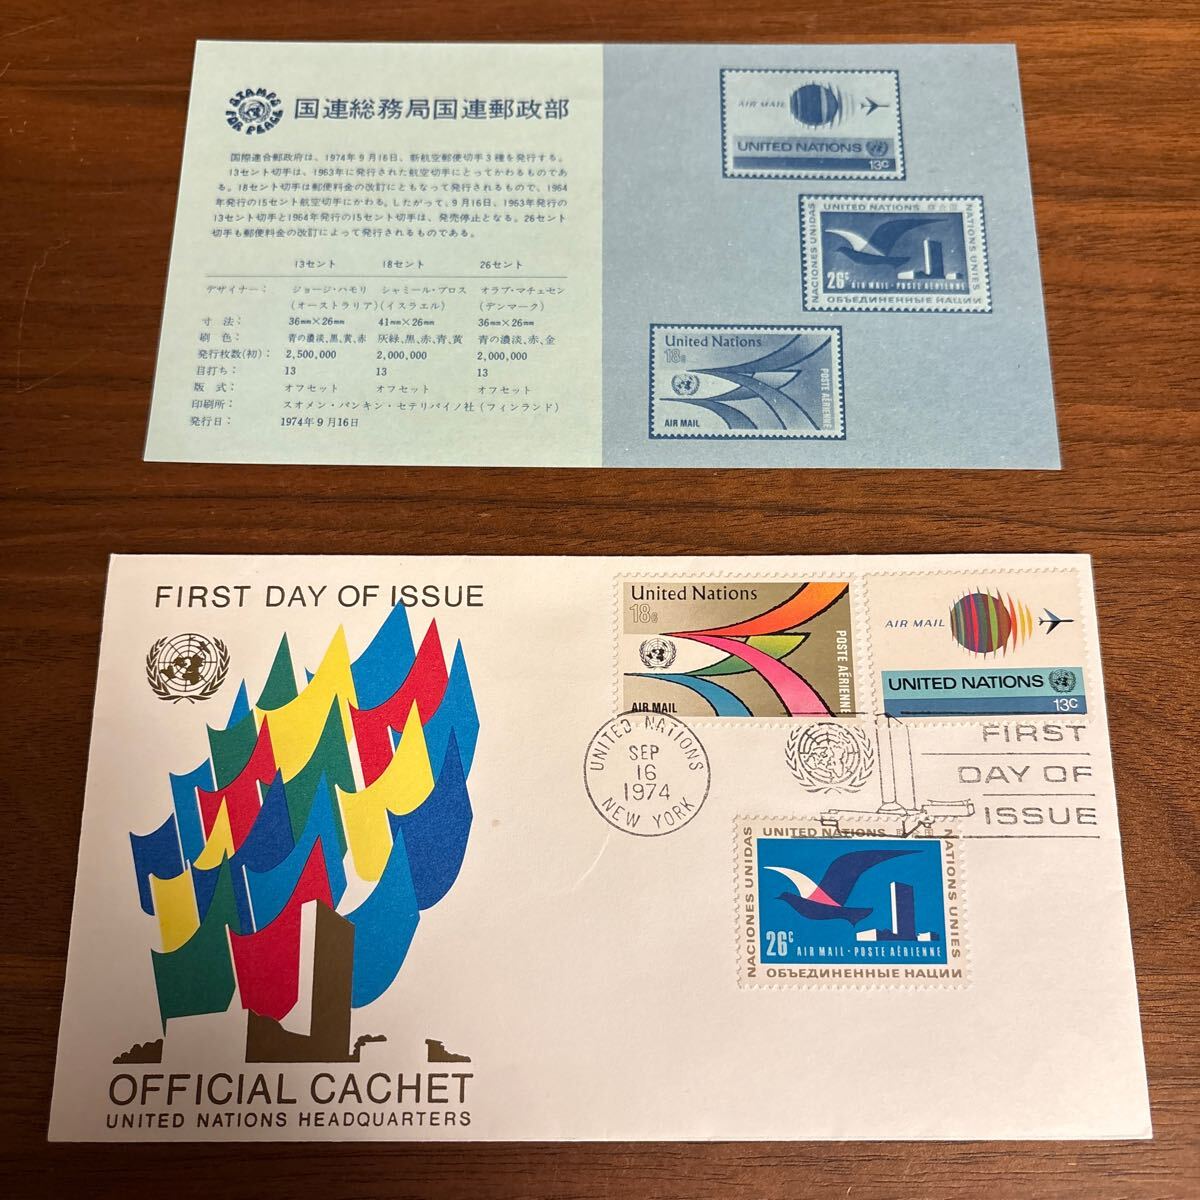 STAMPS FOR PEACE
国連総務局国連郵政部
国際連合郵政府は、1974年9月16日、新航空郵便切手3種を発行する。
13セント切手は、1963年に発行された航空切手にとってかわるものであ
る。18セント切手は郵便料金の改訂にともなって発行されるもので、1964
年発行の15セント航空切手にかわる。したがって、9月16日、1963年発行の
13セント切手と1964年発行の15セント切手は、発売停止となる。26セント
切手も郵便料金の改訂によって発行されるものである。
13セント 18セント 26セント
デザイナー： ジョージ・ハモリ シャミール・ブロス オラブ・マチェセン
(オーストラリア) (イスラエル) (デンマーク)
寸法： 36mm×26mm 41mm×26mm 36mm×26mm
刷色： 青の濃淡、黒、黄、赤 灰緑、黒、赤、青、黄 青の濃淡、赤、金
発行枚数(初)： 2,500,000 2,000,000 2,000,000
目打ち： 13 13 13
版式： オフセット オフセット オフセット
印刷所： スオメン・パンキン・セテリパイノ社 (フィンランド)
発行日： 1974年9月16日
AIR MAIL
UNITED NATIONS
13c
UNITED NATIONS
NACIONES UNIDAS
NATIONS UNIES
26c AIR MAIL · POSTE AÉRIENNE
ОБЪЕДИНЕННЫЕ НАЦИИ
United Nations
18c
POSTE AÉRIENNE
AIR MAIL
FIRST DAY OF ISSUE
OFFICIAL CACHET
UNITED NATIONS HEADQUARTERS
United Nations
18c
POSTE AÉRIENNE
AIR MAIL
AIR MAIL
UNITED NATIONS
13c
UNITED NATIONS
SEP
16
1974
NEW YORK
FIRST
DAY OF
ISSUE
UNITED NATIONS
NACIONES UNIDAS
NATIONS UNIES
26c AIR MAIL · POSTE AÉRIENNE
ОБЪЕДИНЕННЫЕ НАЦИИ